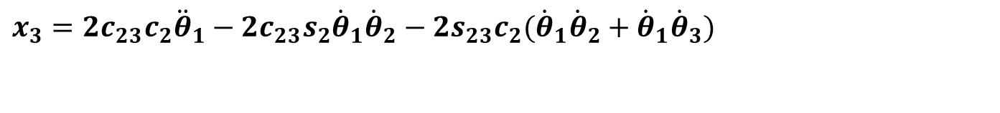 x₃ = 2c₂₃c₂θ̈₁ − 2c₂₃s₂θ̇₁θ̇₂ − 2s₂₃c₂(θ̇₁θ̇₂ + θ̇₁θ̇₃)